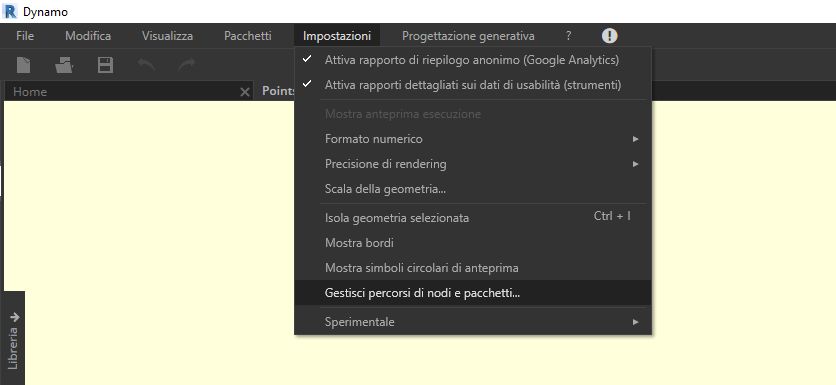 R Dynamo
File Modifica Visualizza Pacchetti Impostazioni Progettazione generativa ? !
Home Points
Attiva rapporto di riepilogo anonimo (Google Analytics)
Attiva rapporti dettagliati sui dati di usabilità (strumenti)
Mostra anteprima esecuzione
Formato numerico
Precisione di rendering
Scala della geometria...
Isola geometria selezionata Ctrl + I
Mostra bordi
Mostra simboli circolari di anteprima
Gestisci percorsi di nodi e pacchetti...
Sperimentale
Libreria